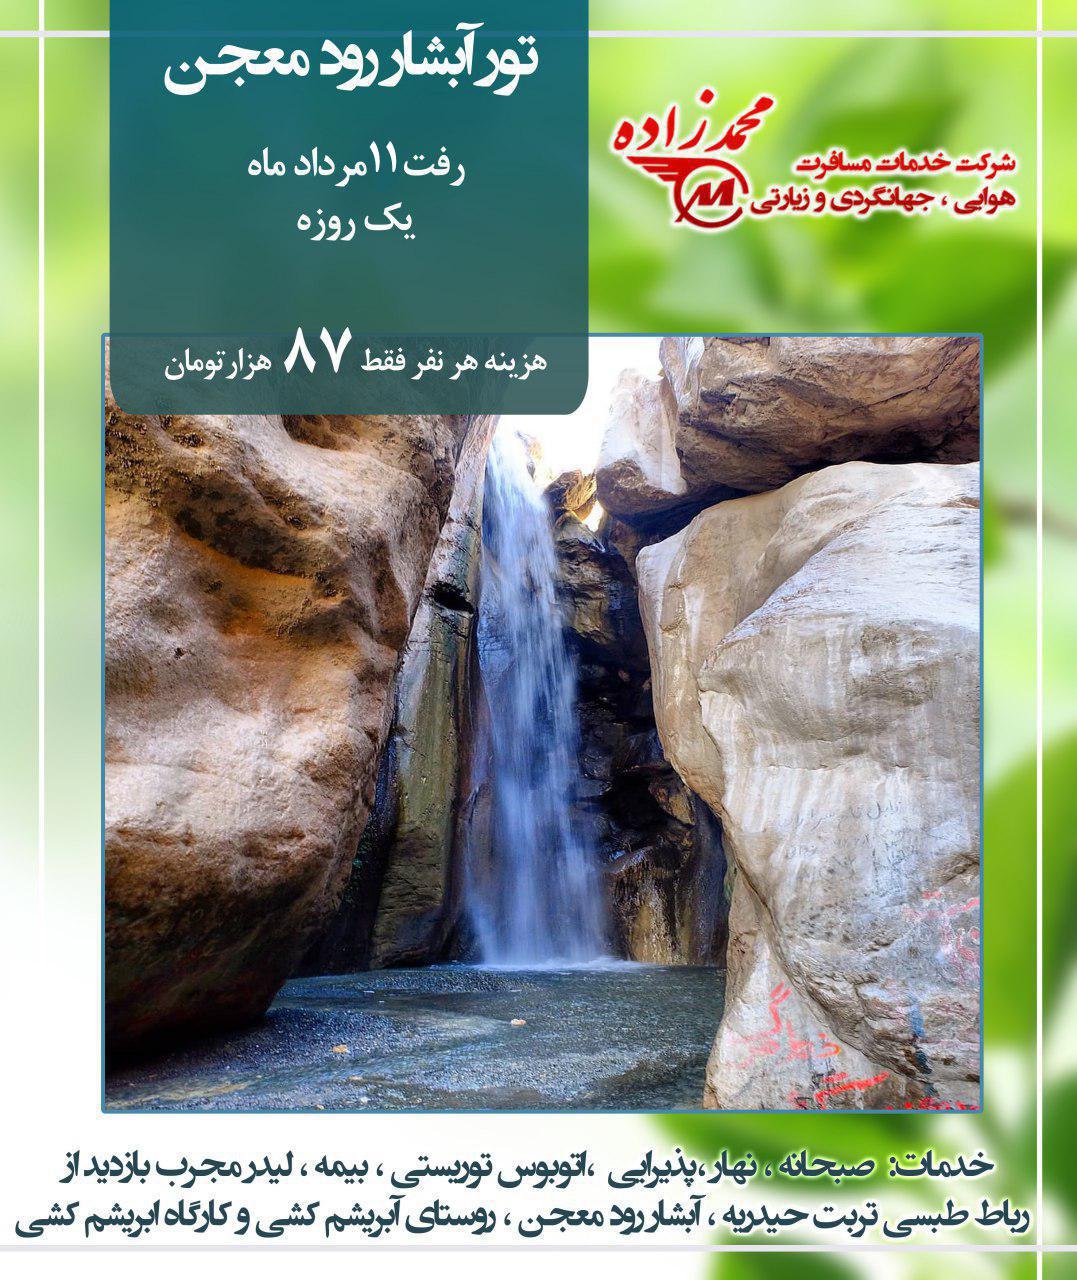 تور آبشار رود معجن
رفت ۱۱ مرداد ماه
یک روزه
هزینه هر نفر فقط ۸۷ هزار تومان
محمدزاده
شرکت خدمات مسافرت
هوایی ، جهانگردی و زیارتی
خدمات: صبحانه ، نهار ،پذیرایی ،اتوبوس توریستی ، بیمه ، لیدر مجرب بازدید از
رباط طبسی تربت حیدریه ، آبشار رود معجن ، روستای آبریشم کشی و کارگاه ابریشم کشی